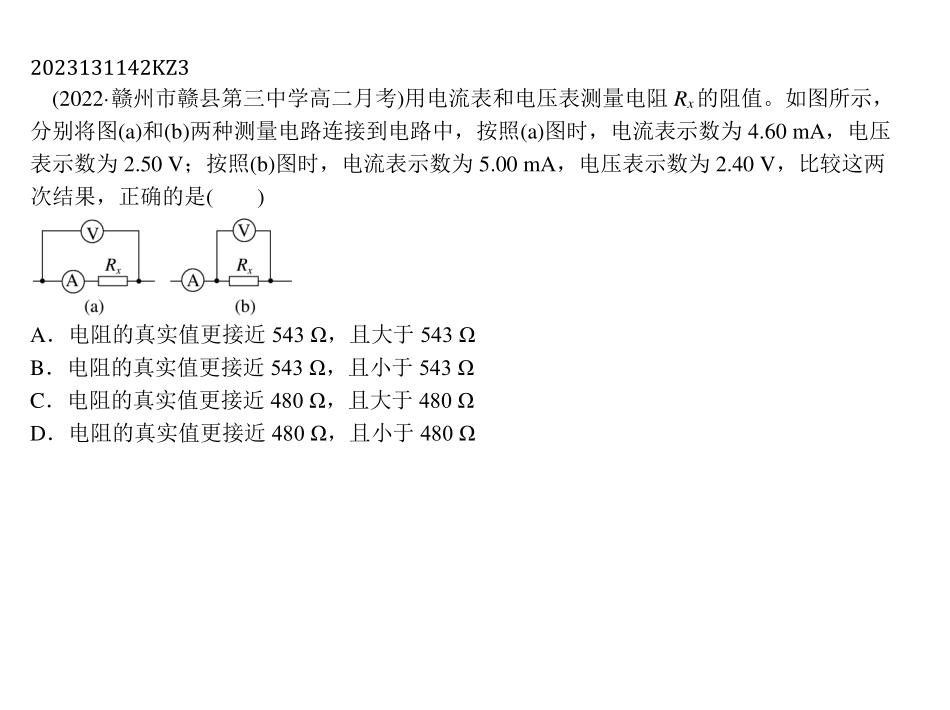 2023131142KZ3
(2022·赣州市赣县第三中学高二月考)用电流表和电压表测量电阻 Rx 的阻值。如图所示，
分别将图(a)和(b)两种测量电路连接到电路中，按照(a)图时，电流表示数为 4.60 mA，电压
表示数为 2.50 V；按照(b)图时，电流表示数为 5.00 mA，电压表示数为 2.40 V，比较这两
次结果，正确的是(　　)
V V
Rx Rx
A A
(a) (b)
A．电阻的真实值更接近 543 Ω，且大于 543 Ω
B．电阻的真实值更接近 543 Ω，且小于 543 Ω
C．电阻的真实值更接近 480 Ω，且大于 480 Ω
D．电阻的真实值更接近 480 Ω，且小于 480 Ω